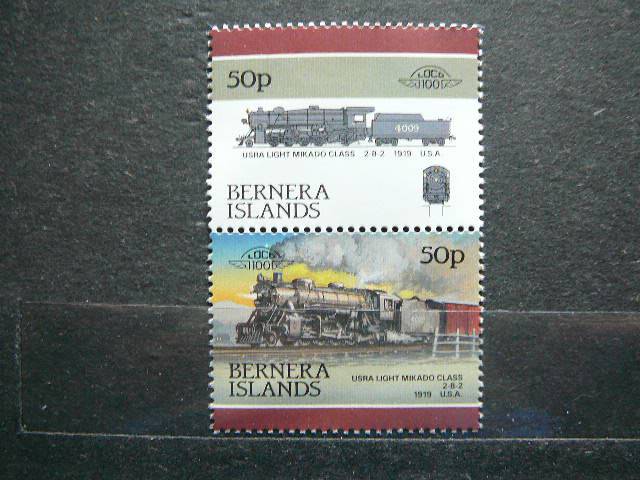 50p
LOCO
100
4009
USRA LIGHT MIKADO CLASS 2-8-2 1919 U.S.A.
BERNERA
ISLANDS
LOCO
100
50p
BERNERA
ISLANDS
USRA LIGHT MIKADO CLASS
2-8-2
1919 U.S.A.